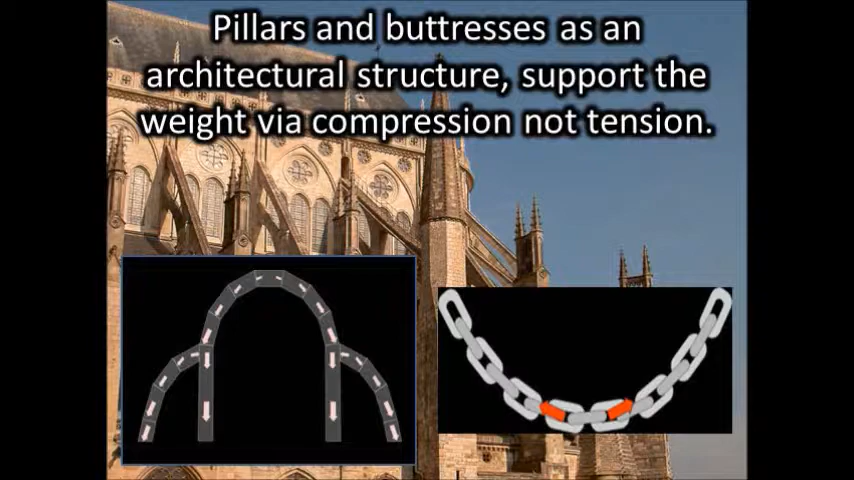 Pillars and buttresses as an
architectural structure, support the
weight via compression not tension.